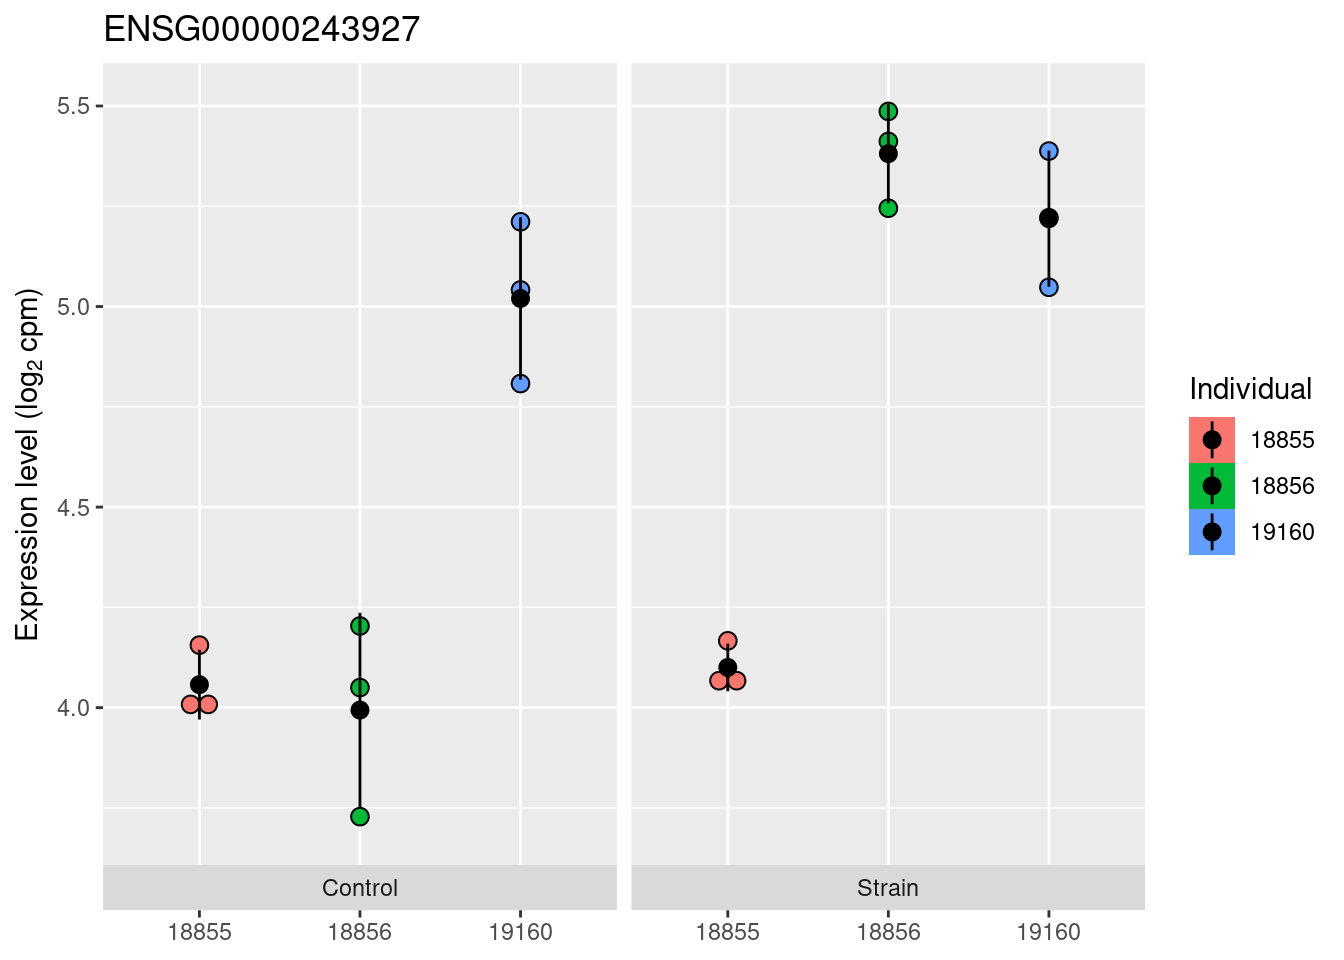 ENSG00000243927
Expression level (log₂ cpm)
5.5
5.0
4.5
4.0
Control
Strain
18855
18856
19160
18855
18856
19160
Individual
18855
18856
19160